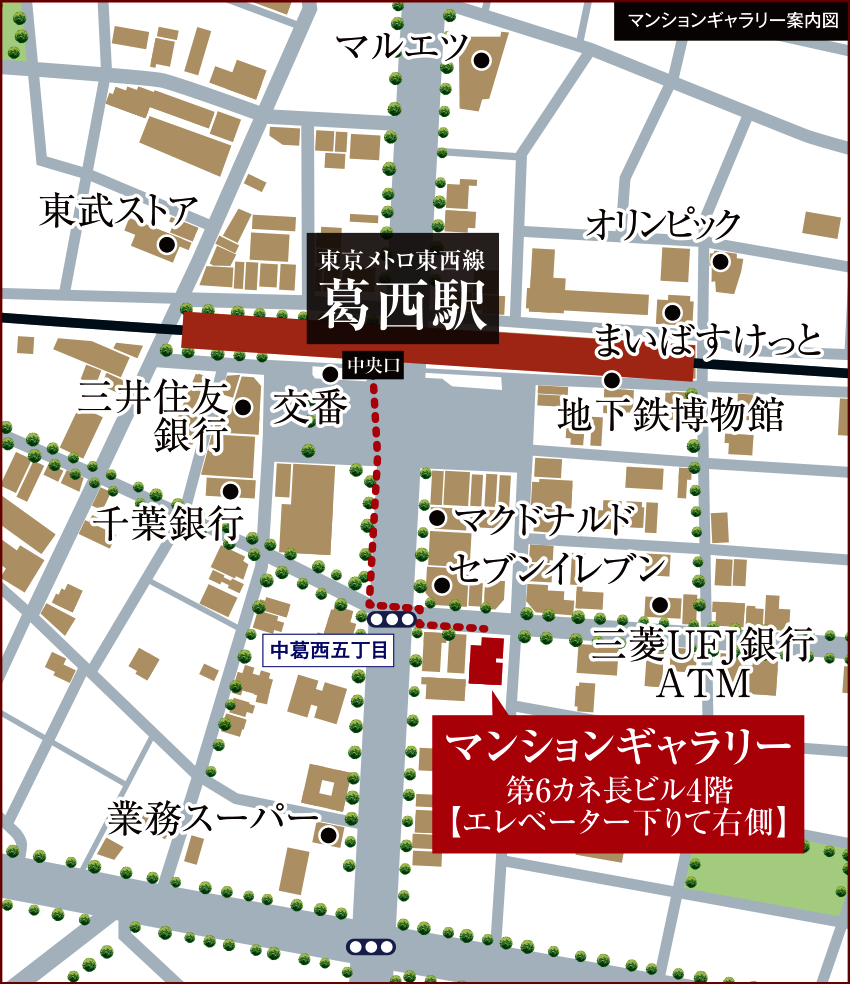 マンションギャラリー案内図
マルエツ
東武ストア
オリンピック
東京メトロ東西線
葛西駅
まいばすけっと
中央口
三井住友
銀行
交番
地下鉄博物館
千葉銀行
マクドナルド
セブンイレブン
中葛西五丁目
三菱UFJ銀行
ATM
マンションギャラリー
第6カネ長ビル4階
【エレベーター下りて右側】
業務スーパー